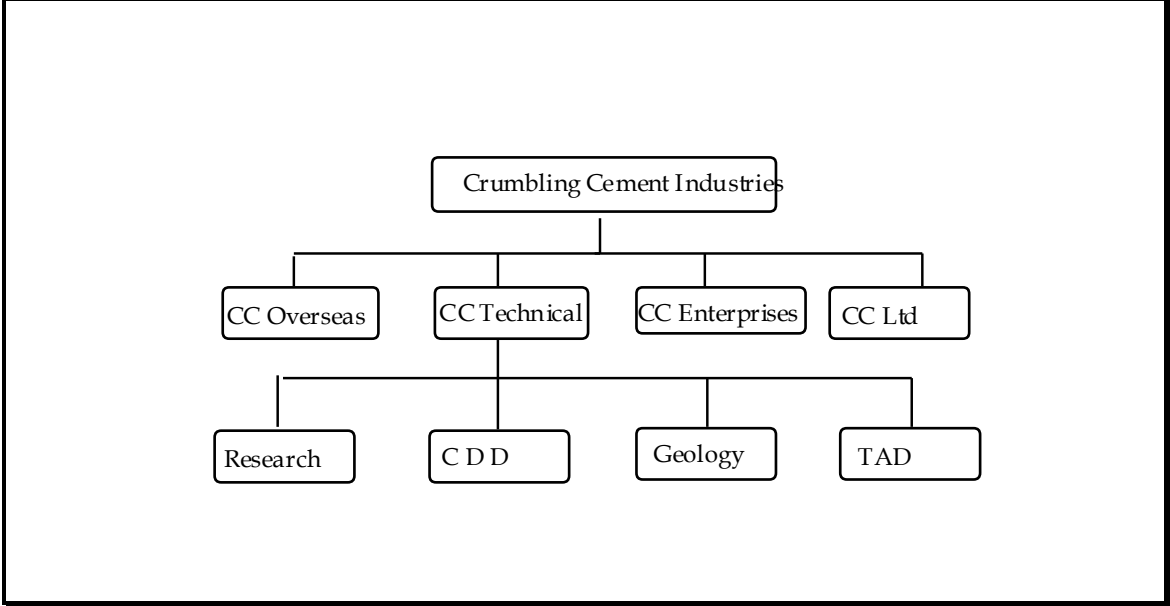 Crumbling Cement Industries
CC Overseas
CC Technical
CC Enterprises
CC Ltd
Research
C D D
Geology
TAD